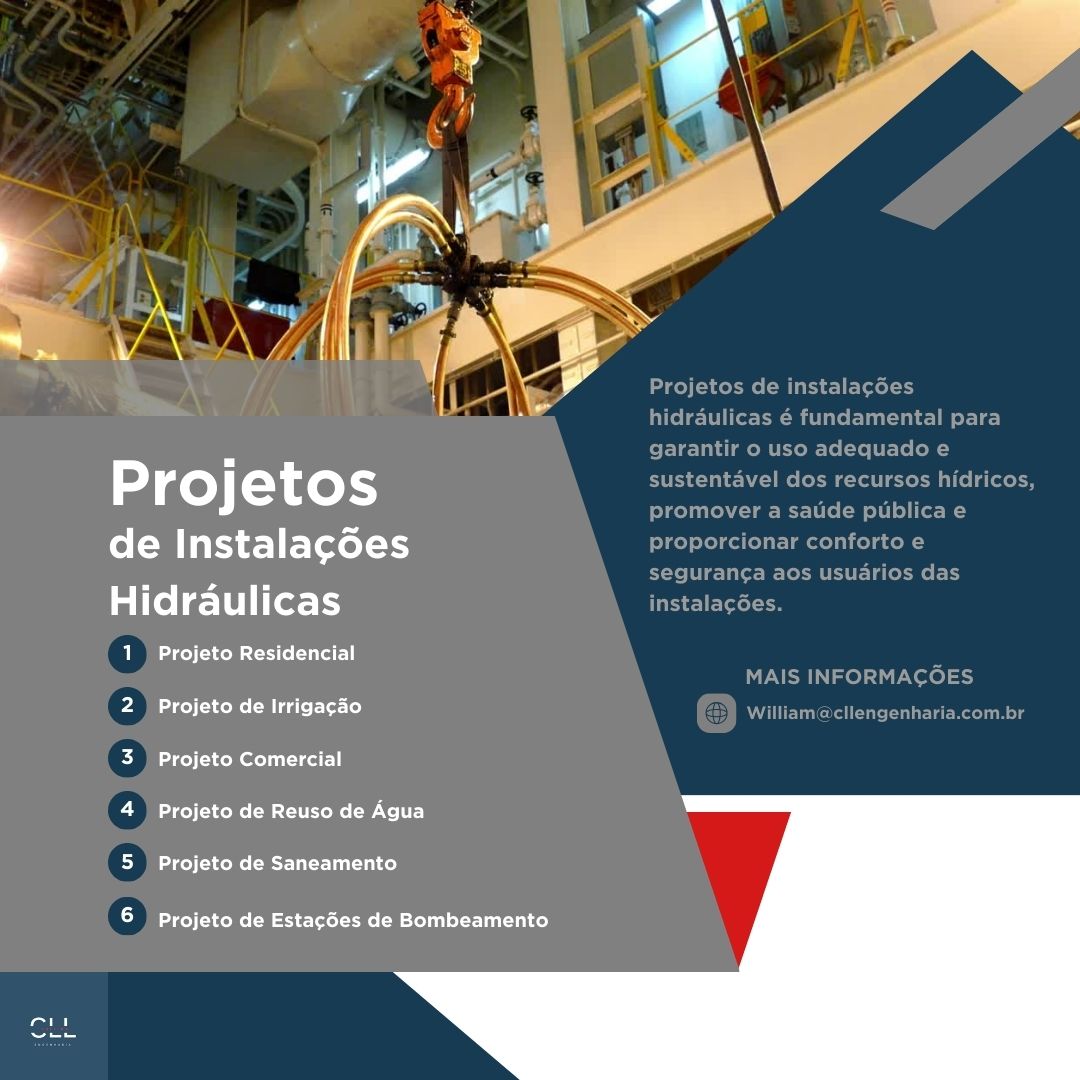 Projetos
de Instalações
Hidráulicas
1 Projeto Residencial
2 Projeto de Irrigação
3 Projeto Comercial
4 Projeto de Reuso de Água
5 Projeto de Saneamento
6 Projeto de Estações de Bombeamento
Projetos de instalações
hidráulicas é fundamental para
garantir o uso adequado e
sustentável dos recursos hídricos,
promover a saúde pública e
proporcionar conforto e
segurança aos usuários das
instalações.
MAIS INFORMAÇÕES
William@cllengenharia.com.br
CLL
ENGENHARIA